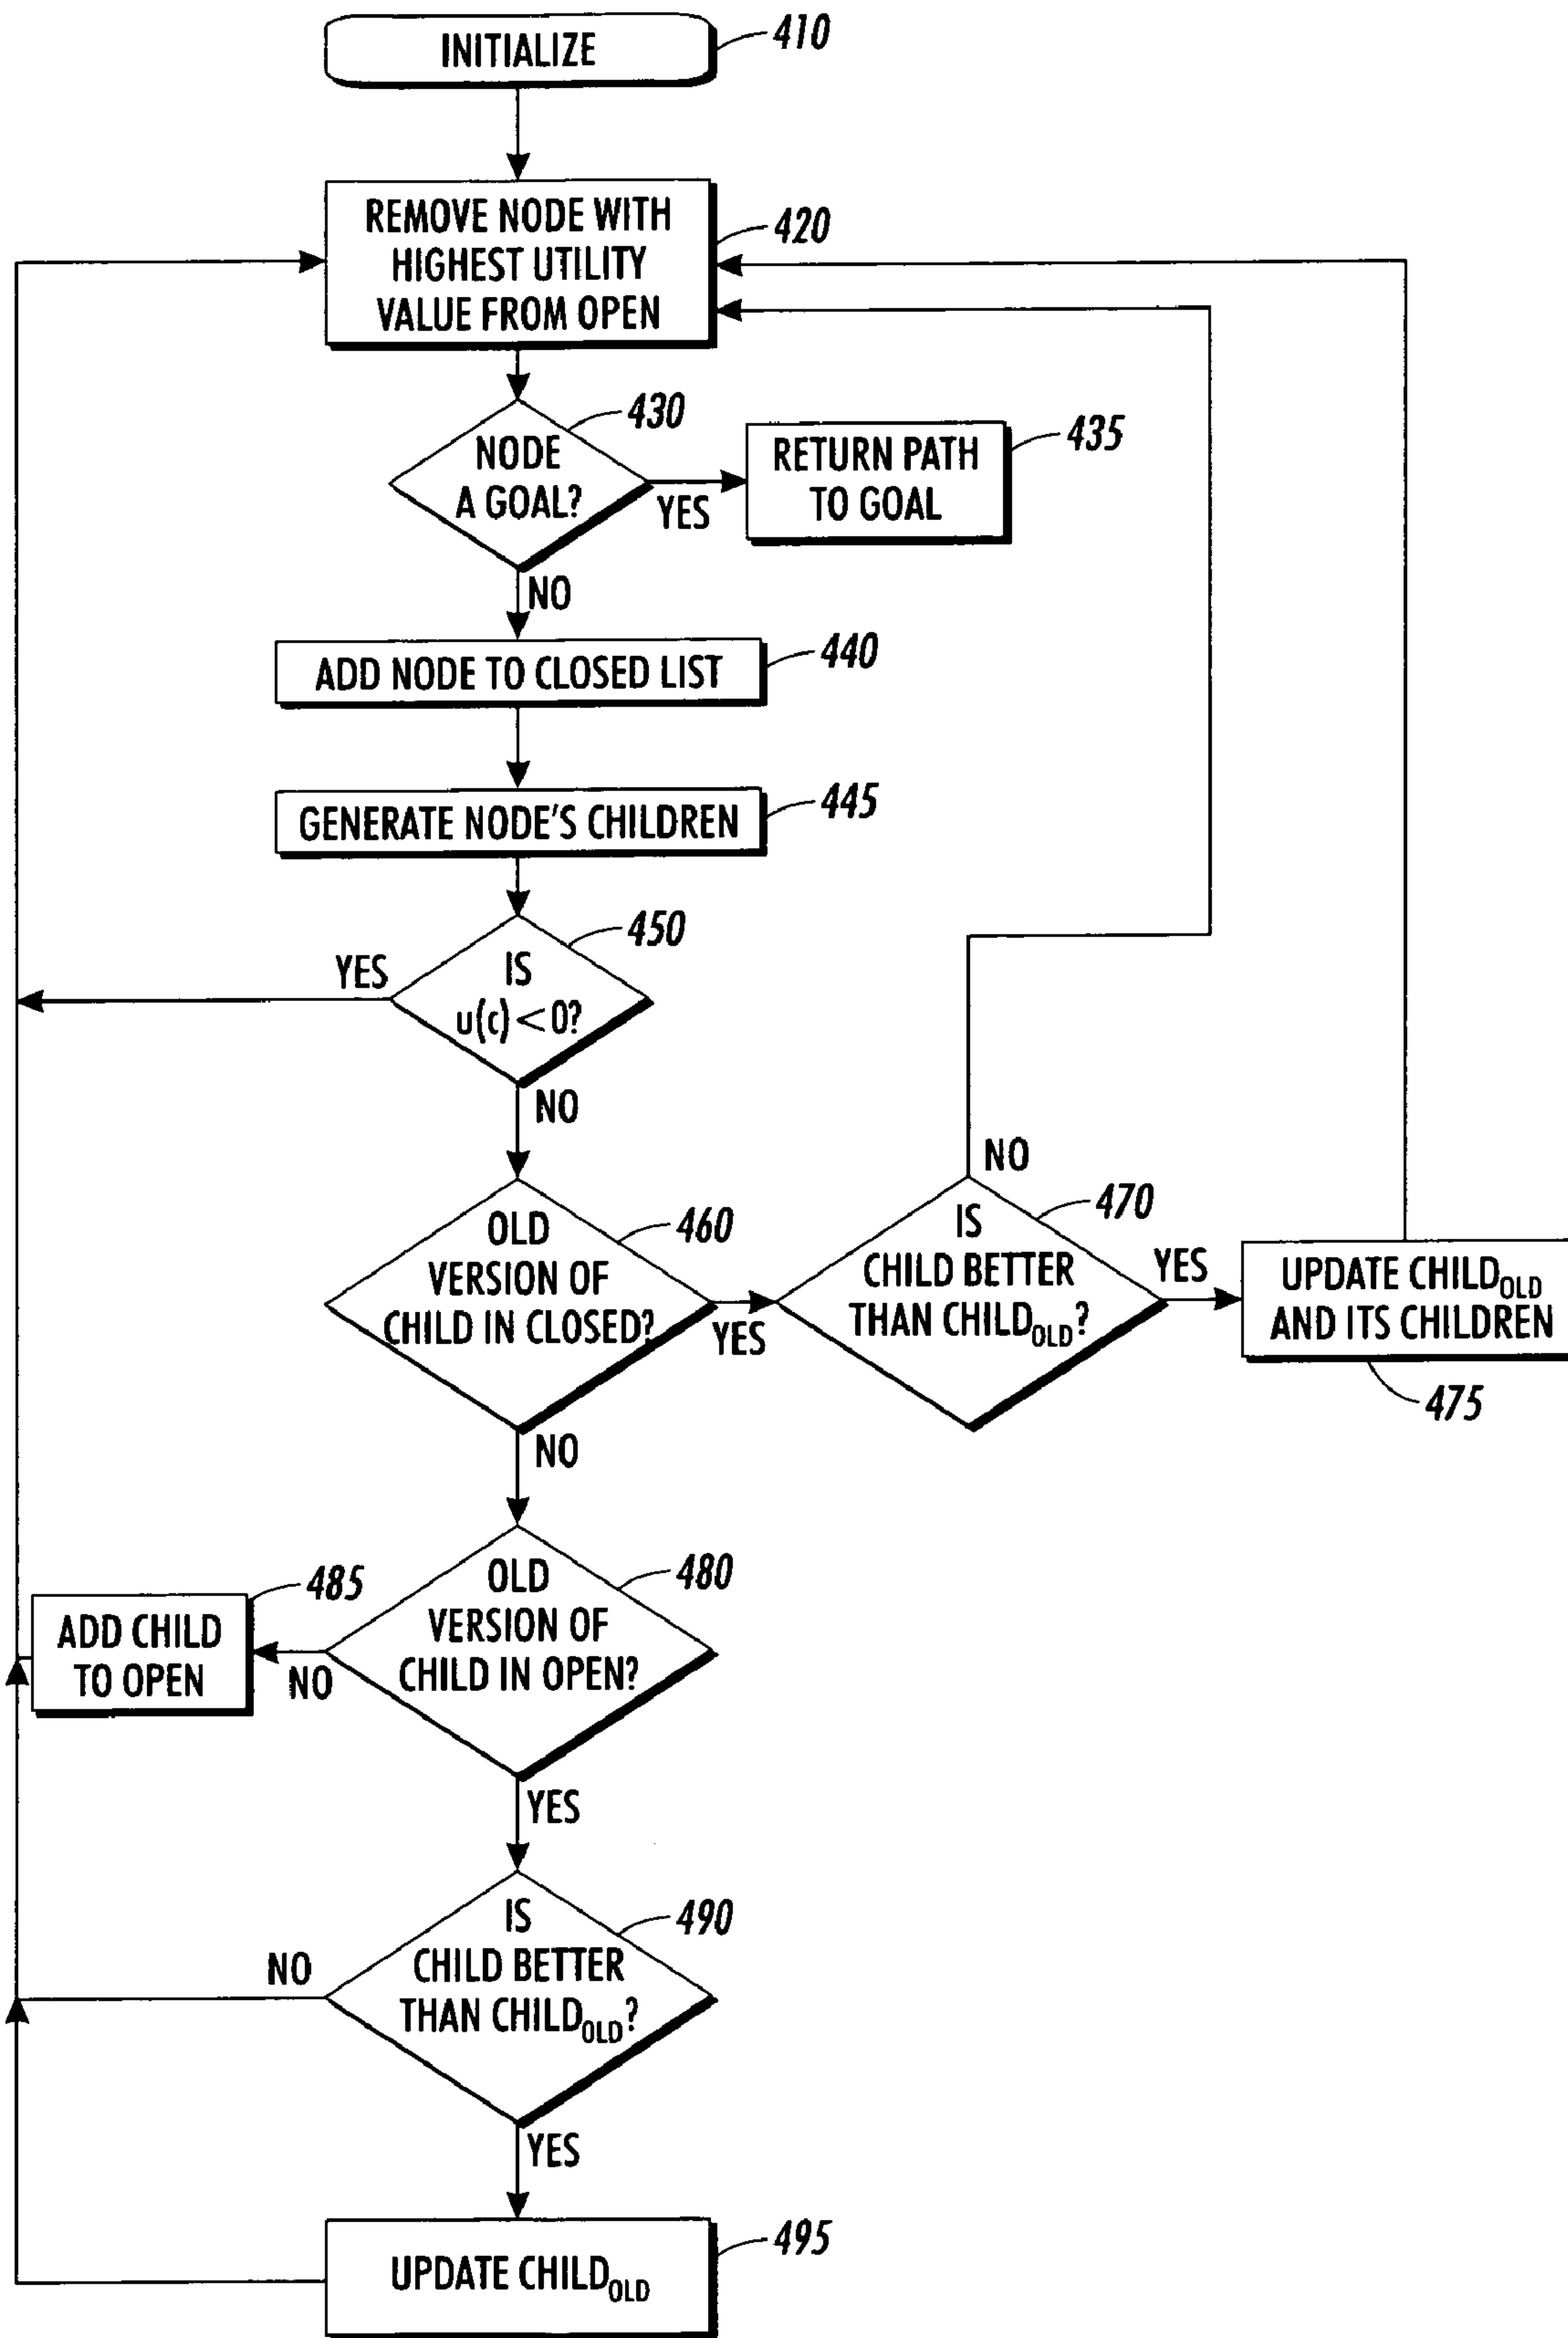 INITIALIZE
410
REMOVE NODE WITH
HIGHEST UTILITY
VALUE FROM OPEN
420
NODE
A GOAL?
430
YES
RETURN PATH
TO GOAL
435
NO
ADD NODE TO CLOSED LIST
440
GENERATE NODE'S CHILDREN
445
IS
u(c) < 0?
450
YES
NO
OLD
VERSION OF
CHILD IN CLOSED?
460
YES
IS
CHILD BETTER
THAN CHILD_OLD?
470
NO
YES
UPDATE CHILD_OLD
AND ITS CHILDREN
475
NO
OLD
VERSION OF
CHILD IN OPEN?
480
NO
ADD CHILD
TO OPEN
485
YES
IS
CHILD BETTER
THAN CHILD_OLD?
490
NO
YES
UPDATE CHILD_OLD
495